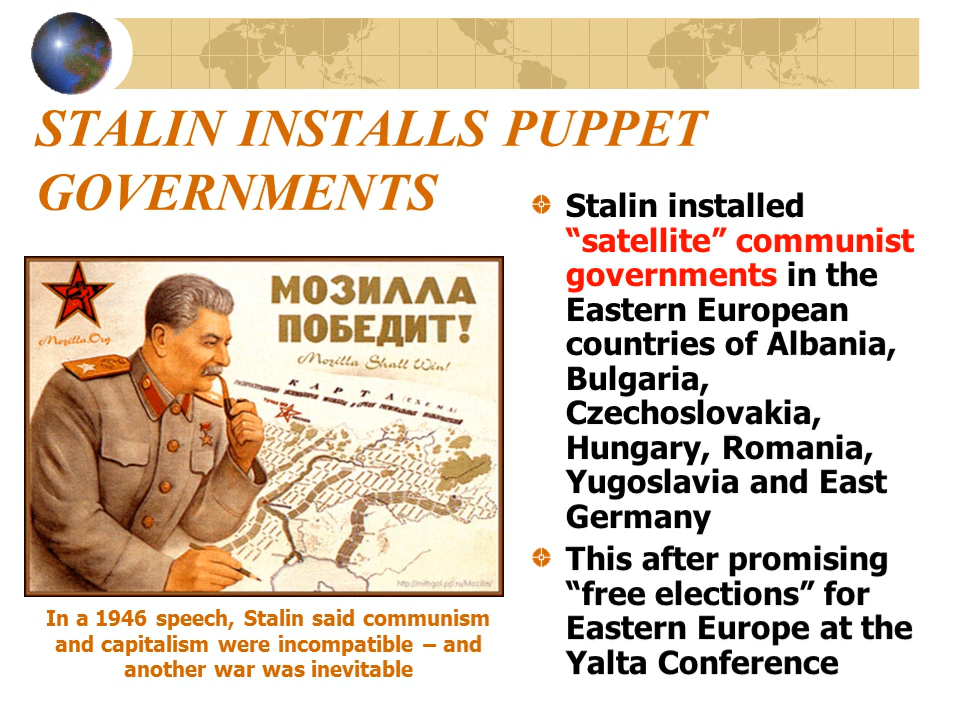 STALIN INSTALLS PUPPET
GOVERNMENTS
Mozilla.Org
МОЗИЛЛА
ПОБЕДИТ!
Mozilla Shall Win!
КАРТА (СХЕМА)
http://mithgol.pp.ru/Mozilla/
In a 1946 speech, Stalin said communism
and capitalism were incompatible – and
another war was inevitable
Stalin installed
“satellite” communist
governments in the
Eastern European
countries of Albania,
Bulgaria,
Czechoslovakia,
Hungary, Romania,
Yugoslavia and East
Germany
This after promising
“free elections” for
Eastern Europe at the
Yalta Conference